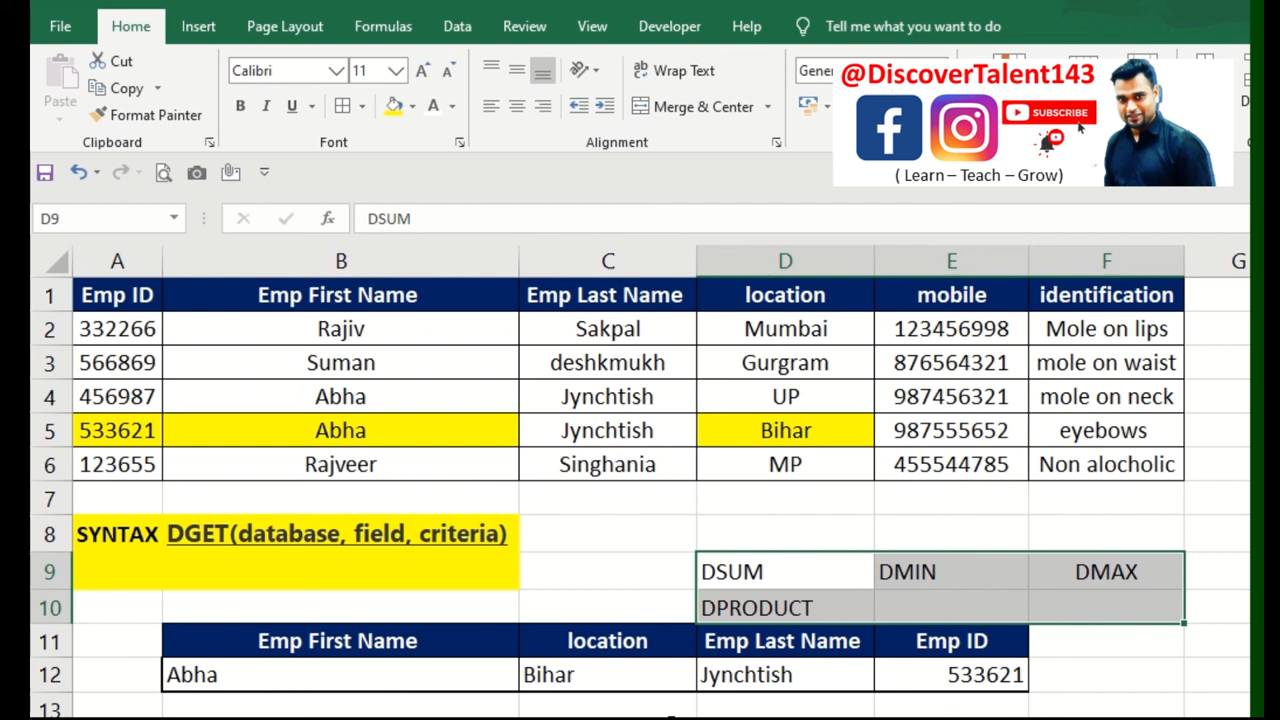 File Home Insert Page Layout Formulas Data Developer Review View Help Tell me what you want to do
Cut
Copy
Paste
Format Painter
Clipboard
Calibri 11
B I U
Font
Wrap Text
Merge & Center
Alignment
Gener
@DiscoverTalent143
SUBSCRIBE
( Learn – Teach – Grow)
D9 fx DSUM
A B C D E F G
1 Emp ID Emp First Name Emp Last Name location mobile identification
2 332266 Rajiv Sakpal Mumbai 123456998 Mole on lips
3 566869 Suman deshkmukh Gurgram 876564321 mole on waist
4 456987 Abha Jynchtish UP 987456321 mole on neck
5 533621 Abha Jynchtish Bihar 987555652 eyebows
6 123655 Rajveer Singhania MP 455544785 Non alocholic
7
8 SYNTAX DGET(database, field, criteria)
9 DSUM DMIN DMAX
10 DPRODUCT
11 Emp First Name location Emp Last Name Emp ID
12 Abha Bihar Jynchtish 533621
13